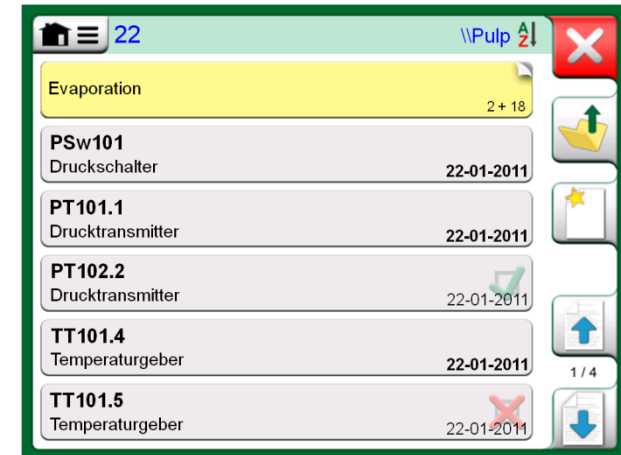 22
\\Pulp AZ
Evaporation
2 + 18
PSw101
Druckschalter
22-01-2011
PT101.1
Drucktransmitter
22-01-2011
PT102.2
Drucktransmitter
22-01-2011
TT101.4
Temperaturgeber
22-01-2011
TT101.5
Temperaturgeber
22-01-2011
1 / 4